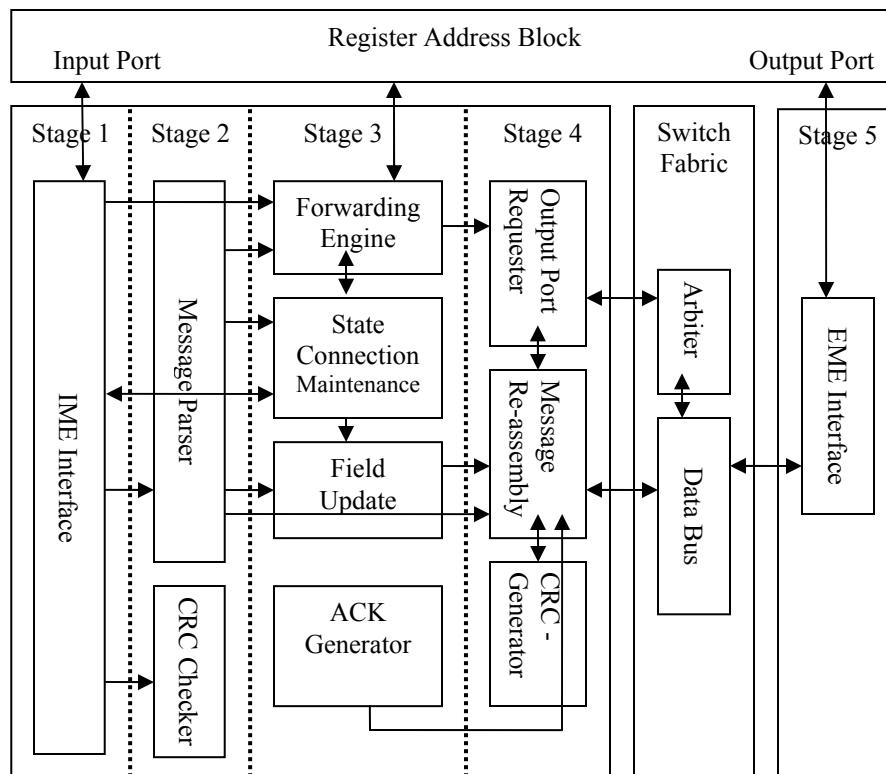 Register Address Block
Input Port
Output Port
Stage 1
Stage 2
Stage 3
Stage 4
Switch
Fabric
Stage 5
IME Interface
Message Parser
CRC Checker
Forwarding
Engine
State
Connection
Maintenance
Field
Update
ACK
Generator
Output Port
Requester
Message
Re-assembly
CRC -
Generator
Arbiter
Data Bus
EME Interface